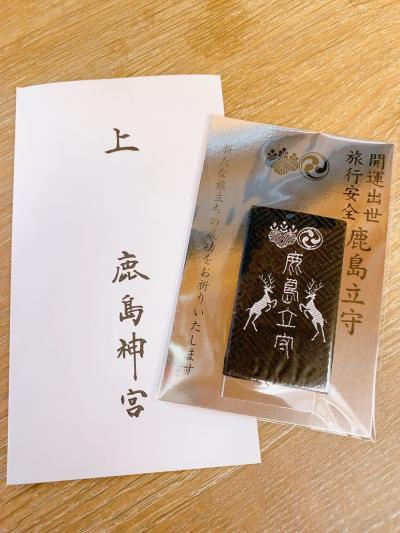 上
鹿島神宮
開運出世
旅行安全
鹿島立守
新たな旅立ちの成功をお祈りいたします
鹿島立守